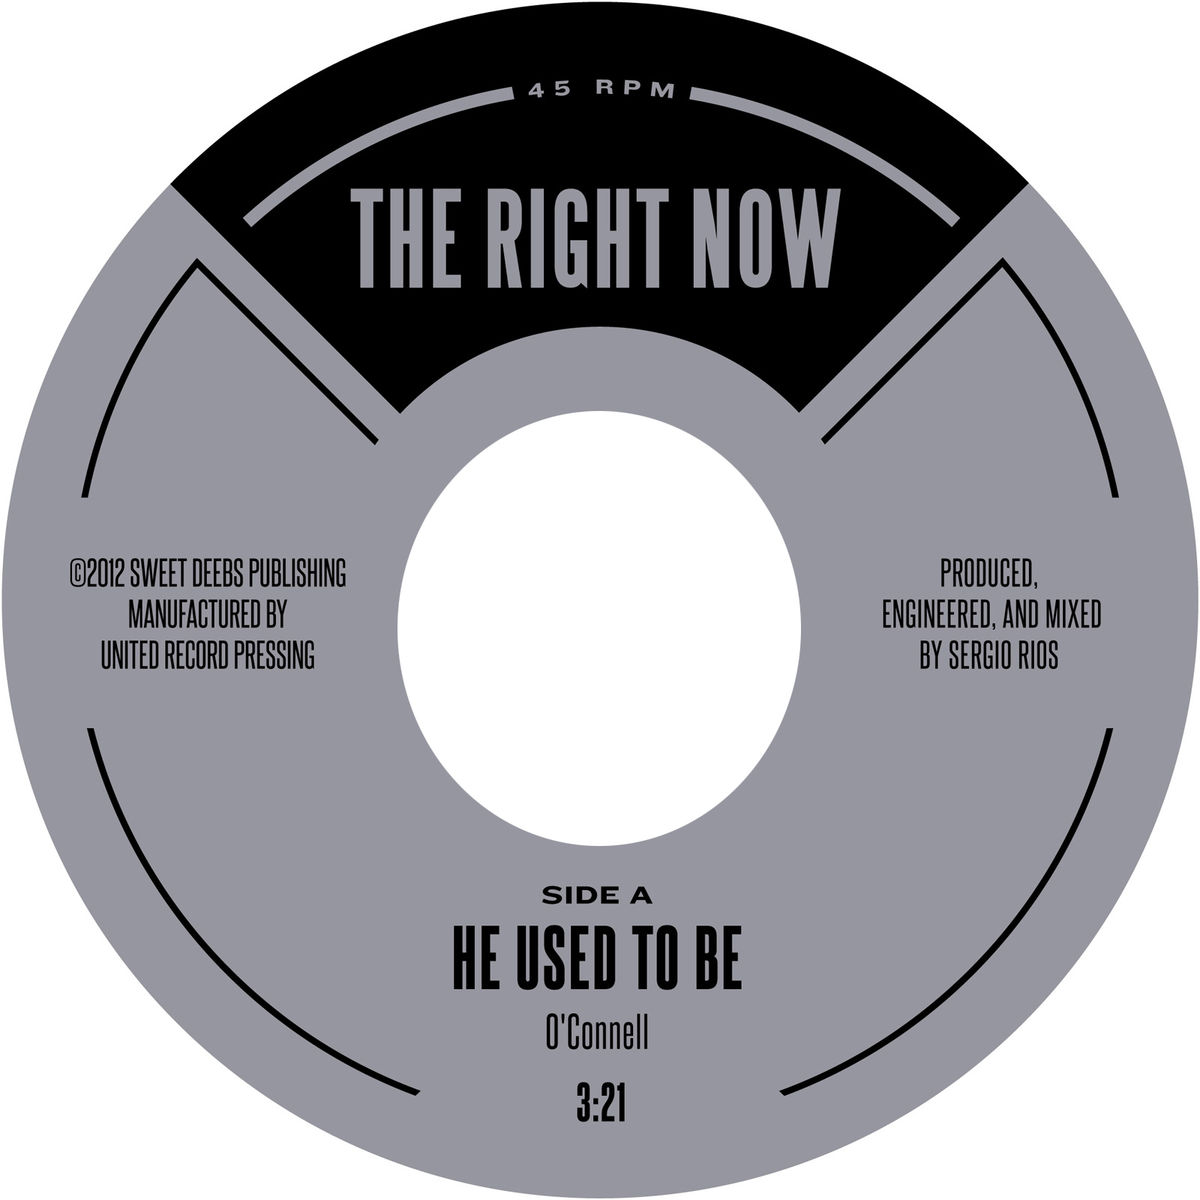 45 RPM
THE RIGHT NOW
©2012 SWEET DEEBS PUBLISHING
MANUFACTURED BY
UNITED RECORD PRESSING
PRODUCED,
ENGINEERED, AND MIXED
BY SERGIO RIOS
SIDE A
HE USED TO BE
O'Connell
3:21